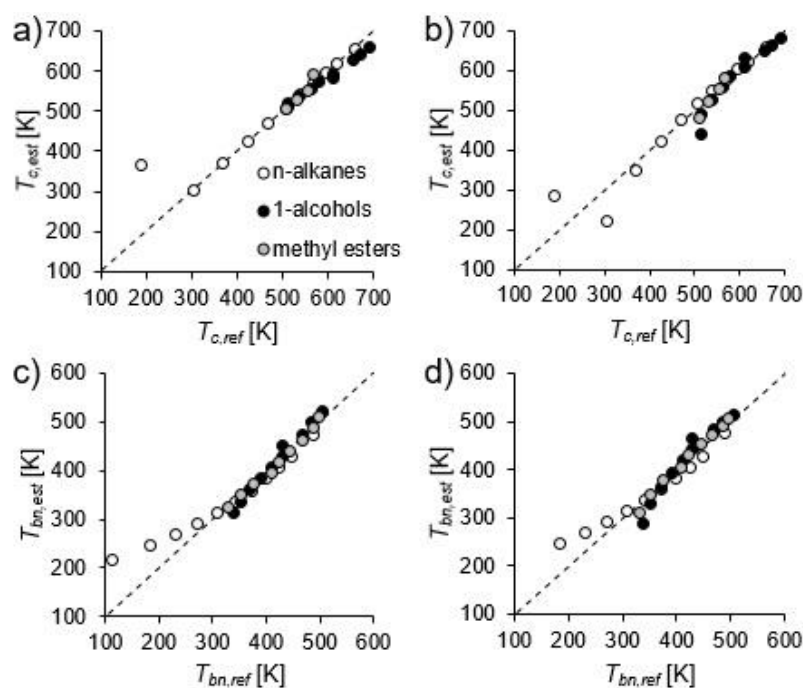 a)
700
600
500
400
300
200
100
T_c,est [K]
n-alkanes
1-alcohols
methyl esters
100 200 300 400 500 600 700
T_c,ref [K]
b)
700
600
500
400
300
200
100
T_c,est [K]
100 200 300 400 500 600 700
T_c,ref [K]
c)
600
500
400
300
200
100
T_bn,est [K]
100 200 300 400 500 600
T_bn,ref [K]
d)
600
500
400
300
200
100
T_bn,est [K]
100 200 300 400 500 600
T_bn,ref [K]